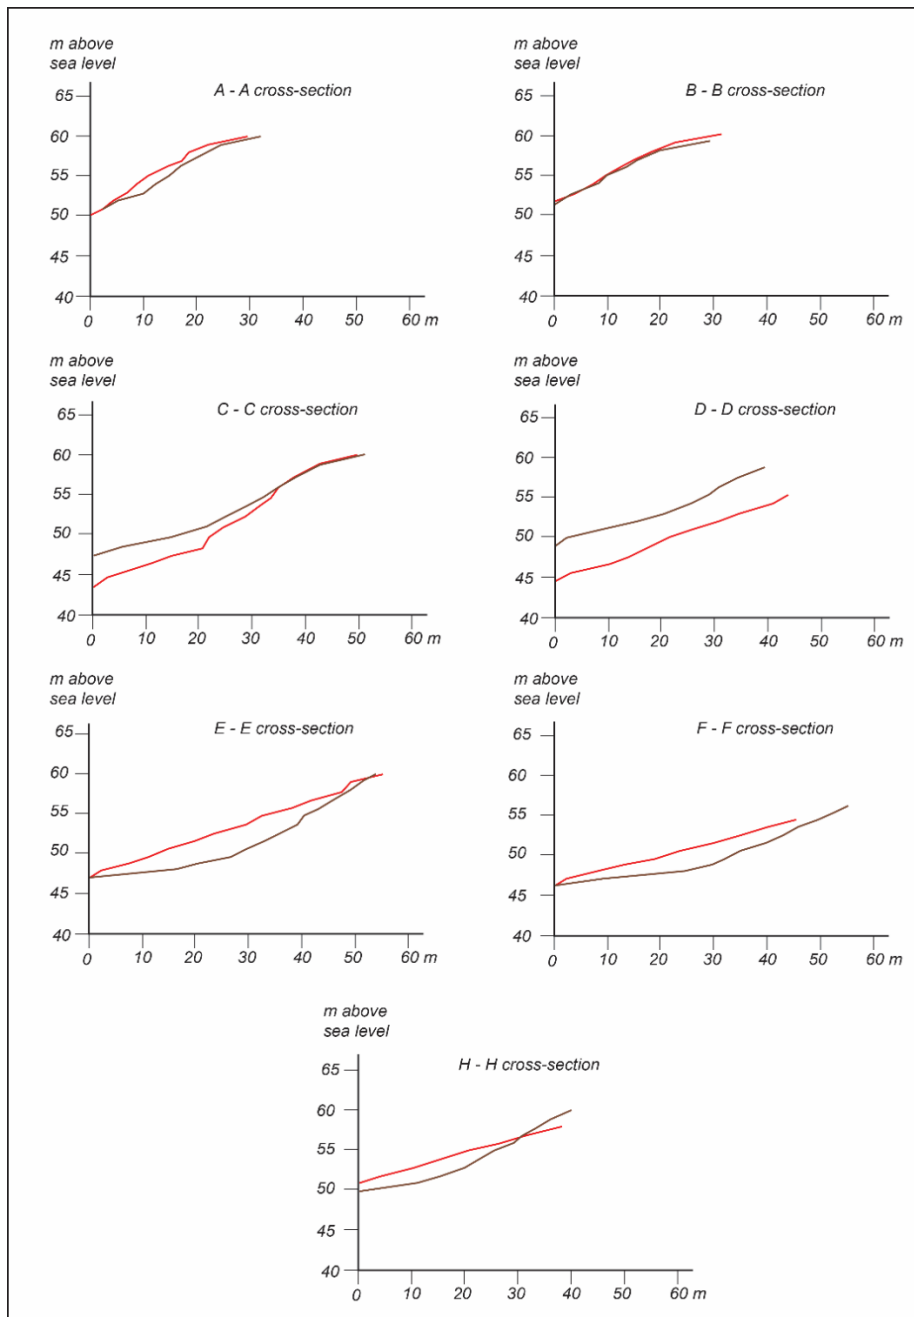 m above
sea level
A - A cross-section
65
60
55
50
45
40
0 10 20 30 40 50 60 m
m above
sea level
B - B cross-section
65
60
55
50
45
40
0 10 20 30 40 50 60 m
m above
sea level
C - C cross-section
65
60
55
50
45
40
0 10 20 30 40 50 60 m
m above
sea level
D - D cross-section
65
60
55
50
45
40
0 10 20 30 40 50 60 m
m above
sea level
E - E cross-section
65
60
55
50
45
40
0 10 20 30 40 50 60 m
m above
sea level
F - F cross-section
65
60
55
50
45
40
0 10 20 30 40 50 60 m
m above
sea level
H - H cross-section
65
60
55
50
45
40
0 10 20 30 40 50 60 m